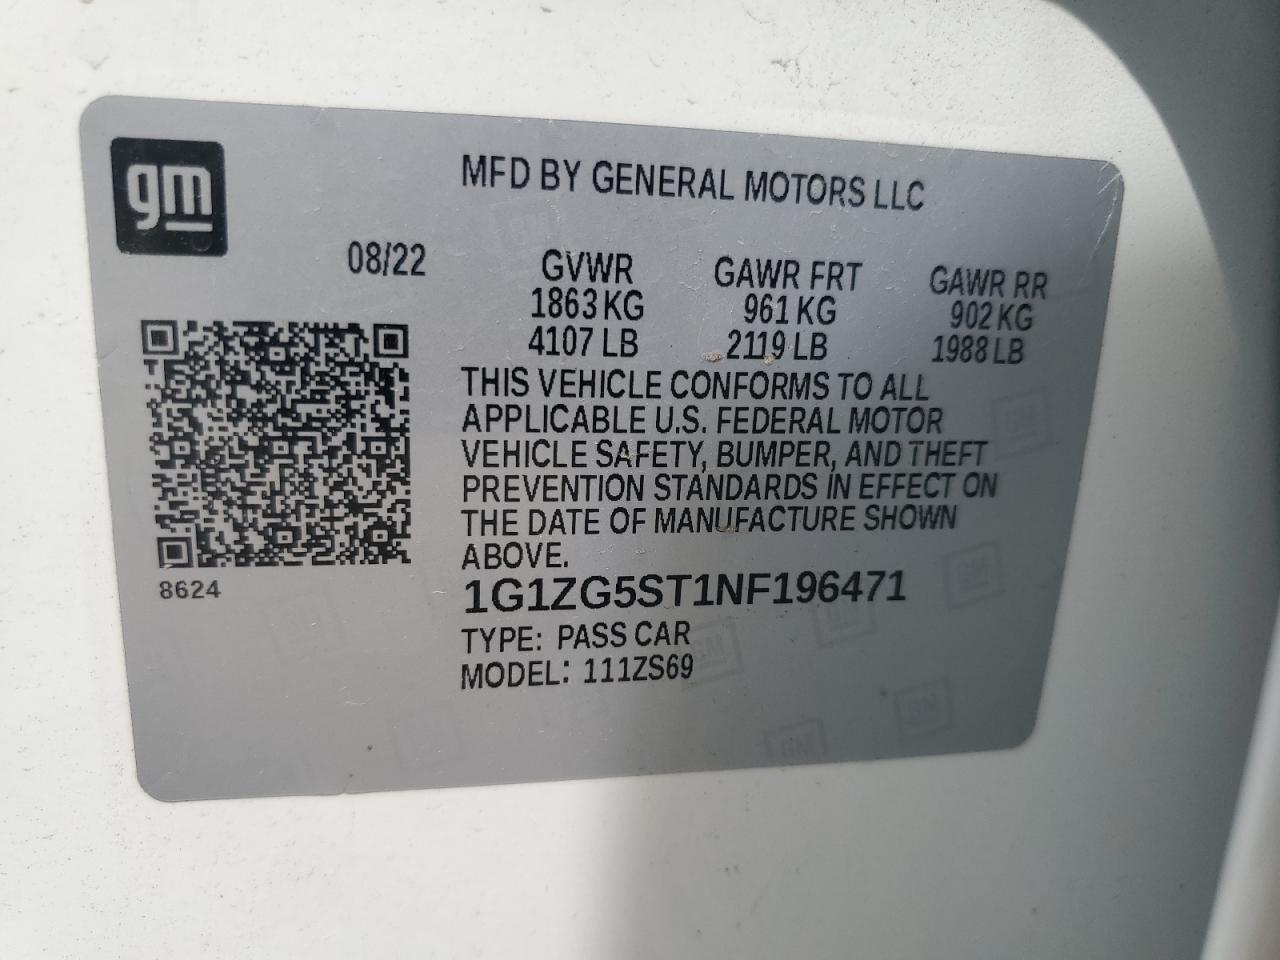 gm
MFD BY GENERAL MOTORS LLC
08/22 GVWR GAWR FRT GAWR RR
1863 KG 961 KG 902 KG
4107 LB 2119 LB 1988 LB
THIS VEHICLE CONFORMS TO ALL
APPLICABLE U.S. FEDERAL MOTOR
VEHICLE SAFETY, BUMPER, AND THEFT
PREVENTION STANDARDS IN EFFECT ON
THE DATE OF MANUFACTURE SHOWN
ABOVE.
8624
1G1ZG5ST1NF196471
TYPE: PASS CAR
MODEL: 111ZS69